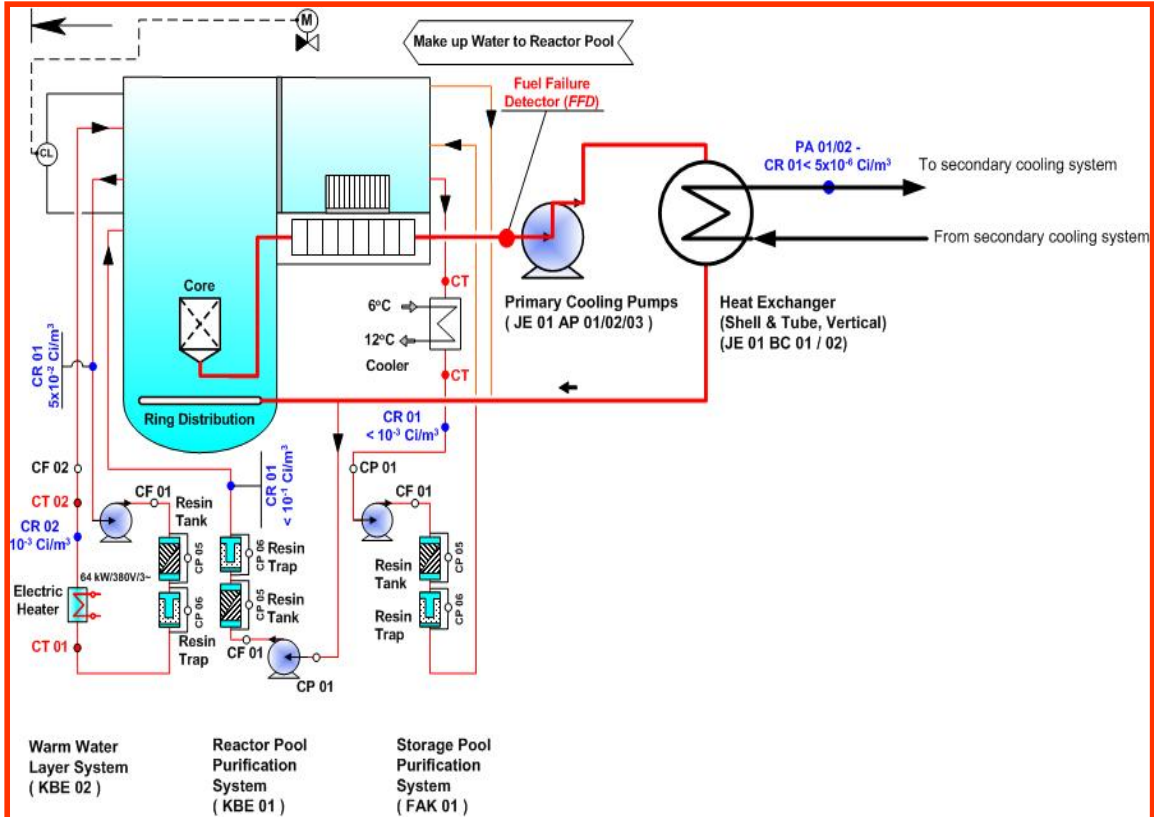 M
Make up Water to Reactor Pool
Fuel Failure
Detector (FFD)
PA 01/02 -
CR 01< 5x10⁻⁶ Ci/m³
To secondary cooling system
CL
From secondary cooling system
Core
CT
Primary Cooling Pumps
( JE 01 AP 01/02/03 )
Heat Exchanger
(Shell & Tube, Vertical)
(JE 01 BC 01 / 02)
6°C
12°C
Cooler
CR 01
5x10⁻² Ci/m³
CT
Ring Distribution
CR 01
< 10⁻³ Ci/m³
CF 02
CT 02
CR 02
10⁻³ Ci/m³
CF 01
Resin
Tank
CP 05
CP 06
Resin
Trap
64 kW/380V/3~
Electric
Heater
CT 01
CR 01
< 10⁻¹ Ci/m³
CP 06
Resin
Trap
CP 05
Resin
Tank
CF 01
CP 01
CP 01
CF 01
Resin
Tank
CP 05
Resin
Trap
CP 06
Warm Water
Layer System
( KBE 02 )
Reactor Pool
Purification
System
( KBE 01 )
Storage Pool
Purification
System
( FAK 01 )